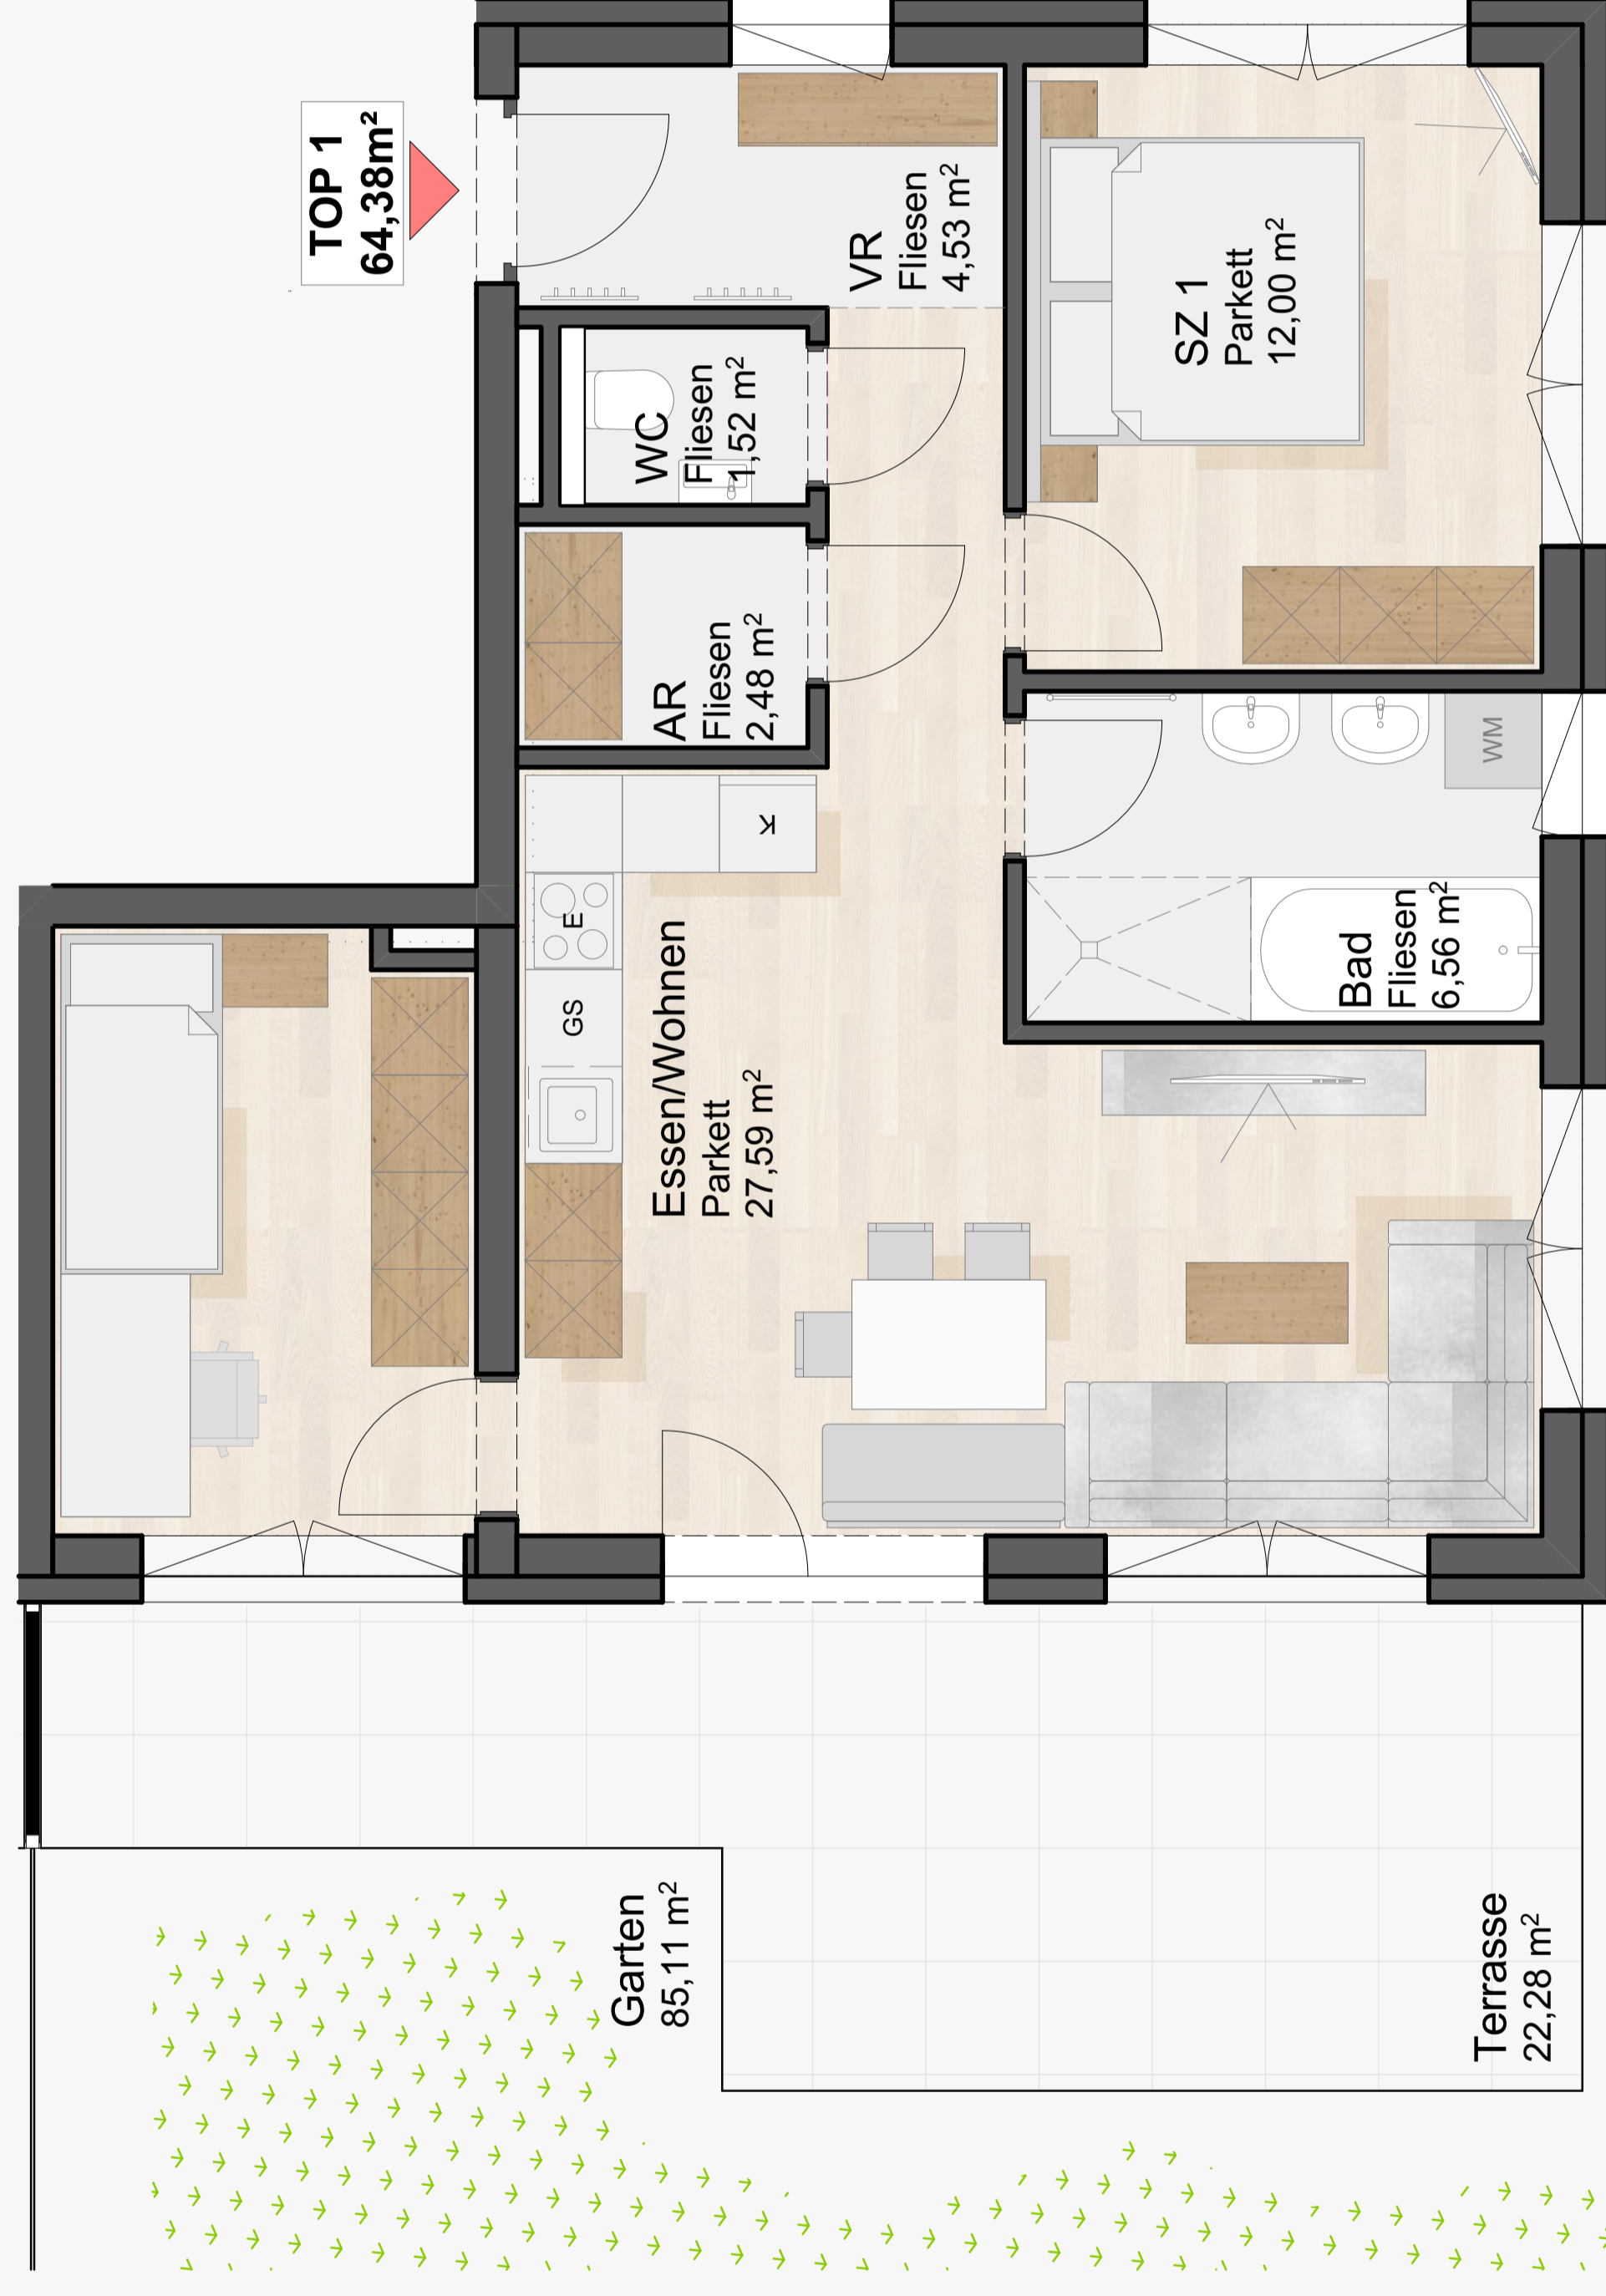 TOP 1
64,38m²
VR
Fliesen
4,53 m²
SZ 1
Parkett
12,00 m²
WC
Fliesen
1,52 m²
AR
Fliesen
2,48 m²
WM
K
E
GS
Essen/Wohnen
Parkett
27,59 m²
Bad
Fliesen
6,56 m²
Garten
85,11 m²
Terrasse
22,28 m²